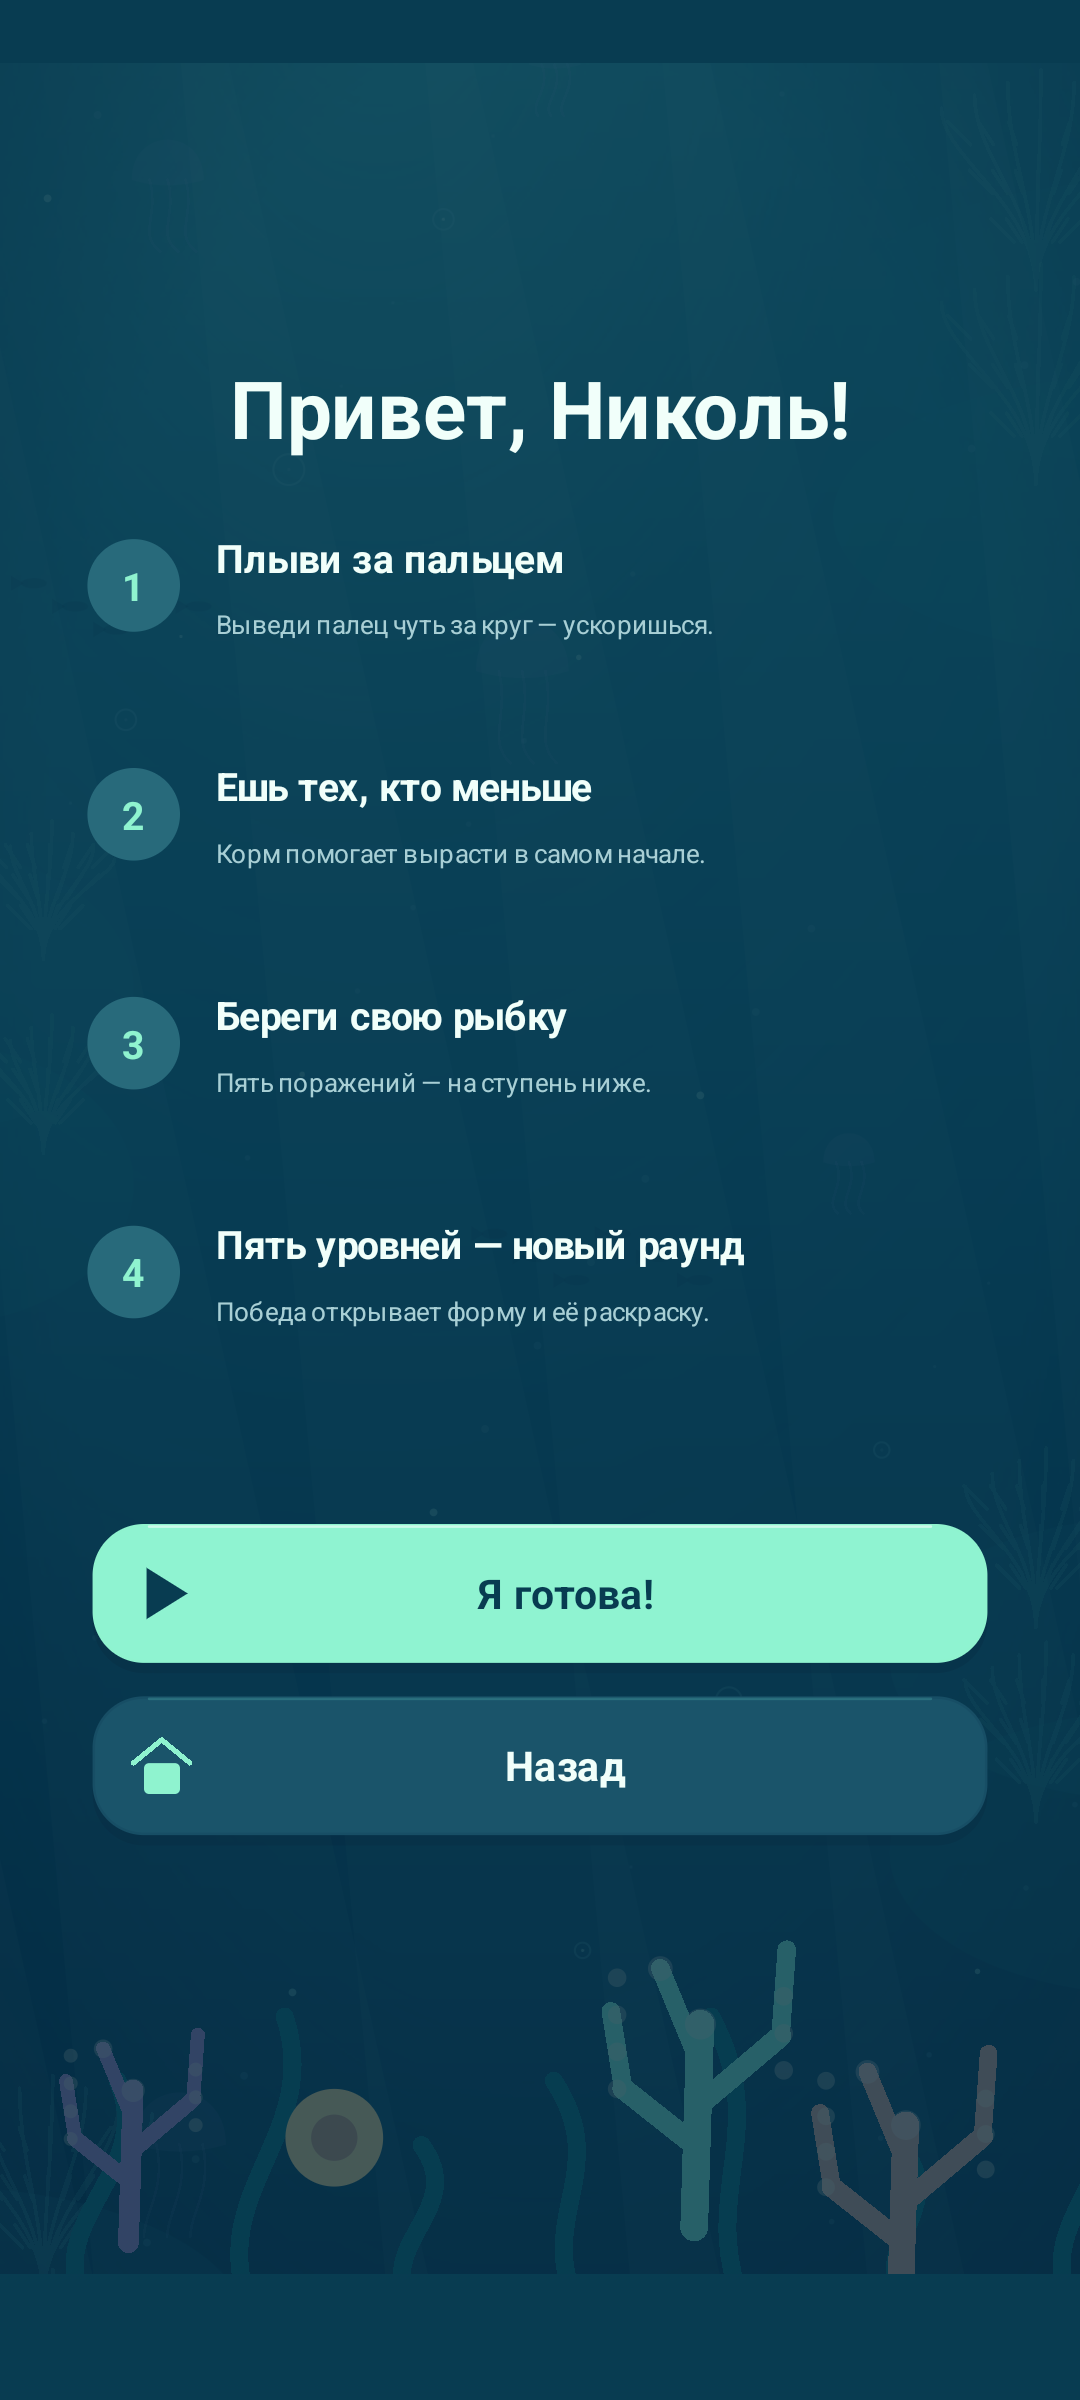 Привет, Николь!
1
Плыви за пальцем
Выведи палец чуть за круг — ускоришься.
2
Ешь тех, кто меньше
Корм помогает вырасти в самом начале.
3
Береги свою рыбку
Пять поражений — на ступень ниже.
4
Пять уровней — новый раунд
Победа открывает форму и её раскраску.
Я готова!
Назад